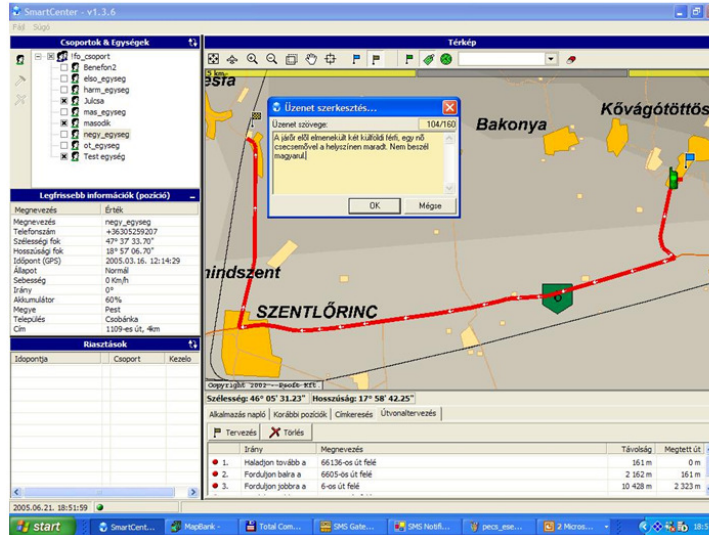 SmartCenter - v1.3.6
Fájl Súgó
Csoportok & Egységek
!fo_csoport
Benefon2
elso_egyseg
harm_egyseg
Julcsa
mas_egyseg
masodik
negy_egyseg
ot_egyseg
Test egység
Legfrissebb információk (pozíció)
Megnevezés Érték
Megnevezés negy_egyseg
Telefonszám +36305259207
Szélességi fok 47° 37' 33.70"
Hosszúsági fok 18° 57' 06.70"
Időpont (GPS) 2005.03.16. 12:14:29
Állapot Normál
Sebesség 0 Km/h
Irány 0°
Akkumulátor 60%
Megye Pest
Település Csobánka
Cím 1109-es út, 4km
Riasztások
Idopontja Csoport Kezelo
2005.06.21. 18:51:59
Térkép
5 km
Bakonya
Kővágótöttös
mindszent
SZENTLŐRINC
Üzenet szerkesztés...
Üzenet szövege: 104/160
A járőr elől elmenekült két külföldi férfi, egy nő
csecsemővel a helyszínen maradt. Nem beszél
magyarul.
OK Mégse
Szélesség: 46° 05' 31.23" Hosszúság: 17° 58' 42.25"
Alkalmazás napló Korábbi pozíciók Címkeresés Útvonaltervezés
Tervezés Törlés
Irány Megnevezés Távolság Megtett út
1. Haladjon tovább a 66136-os út felé 161 m 0 m
2. Forduljon balra a 6605-ös út felé 2 162 m 161 m
3. Forduljon jobbra a 6-os út felé 10 428 m 2 323 m
start SmartCent... MapBank - Total Com... SMS Gate... SMS Notifi... pecs_ese... 2 Micros...